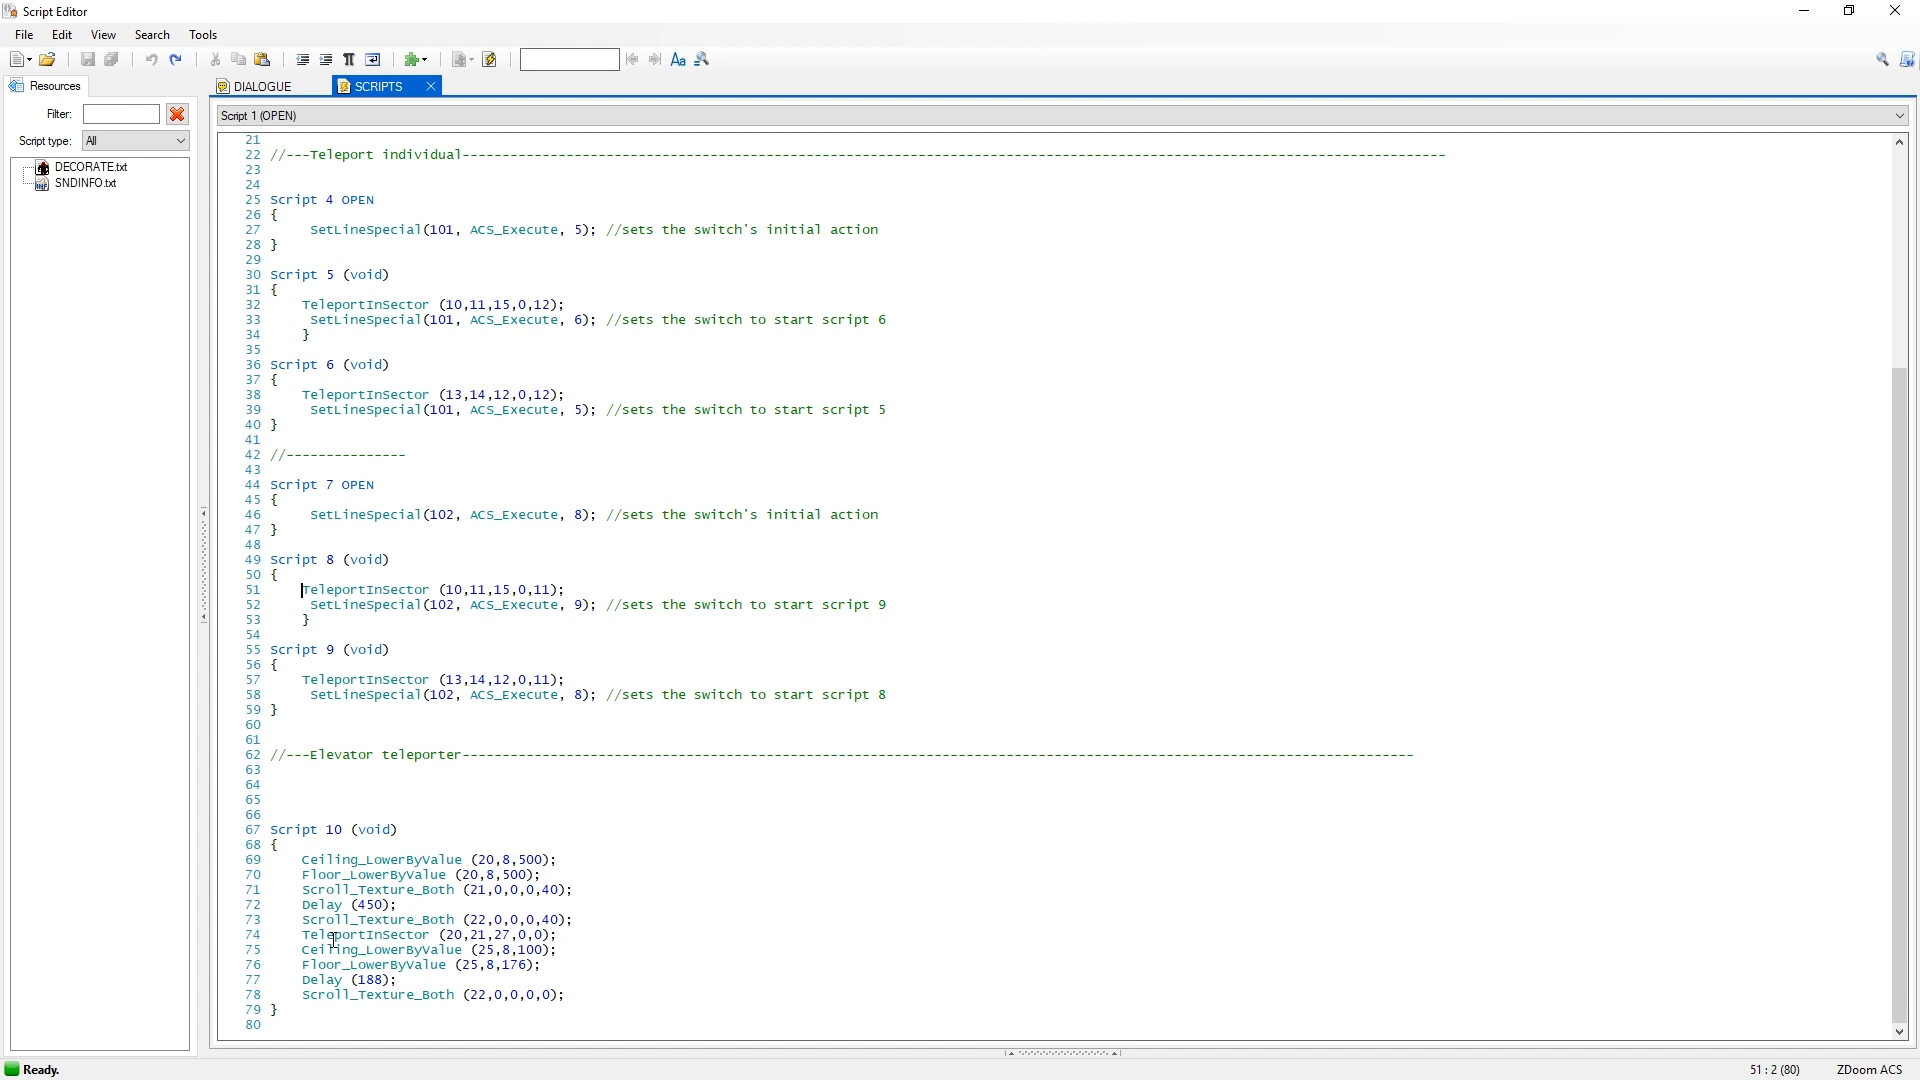 Script Editor
File Edit View Search Tools
Resources
DIALOGUE
SCRIPTS
Filter:
Script type: All
DECORATE.txt
SNDINFO.txt
Script 1 (OPEN)
21
22 //---Teleport individual---------------------------------------------------------------------------------------------------------------------------
23
24
25 Script 4 OPEN
26 {
27 SetLineSpecial(101, ACS_Execute, 5); //sets the switch's initial action
28 }
29
30 Script 5 (void)
31 {
32 TeleportInSector (10,11,15,0,12);
33 SetLineSpecial(101, ACS_Execute, 6); //sets the switch to start script 6
34 }
35
36 Script 6 (void)
37 {
38 TeleportInSector (13,14,12,0,12);
39 SetLineSpecial(101, ACS_Execute, 5); //sets the switch to start script 5
40 }
41
42 //---------------
43
44 Script 7 OPEN
45 {
46 SetLineSpecial(102, ACS_Execute, 8); //sets the switch's initial action
47 }
48
49 Script 8 (void)
50 {
51 TeleportInSector (10,11,15,0,11);
52 SetLineSpecial(102, ACS_Execute, 9); //sets the switch to start script 9
53 }
54
55 Script 9 (void)
56 {
57 TeleportInSector (13,14,12,0,11);
58 SetLineSpecial(102, ACS_Execute, 8); //sets the switch to start script 8
59 }
60
61
62 //---Elevator teleporter-----------------------------------------------------------------------------------------------------------------------
63
64
65
66
67 Script 10 (void)
68 {
69 Ceiling_LowerByValue (20,8,500);
70 Floor_LowerByValue (20,8,500);
71 Scroll_Texture_Both (21,0,0,0,40);
72 Delay (450);
73 Scroll_Texture_Both (22,0,0,0,40);
74 TeleportInSector (20,21,27,0,0);
75 Ceiling_LowerByValue (25,8,100);
76 Floor_LowerByValue (25,8,176);
77 Delay (188);
78 Scroll_Texture_Both (22,0,0,0,0);
79 }
80
Ready.
51 : 2 (80)
ZDoom ACS